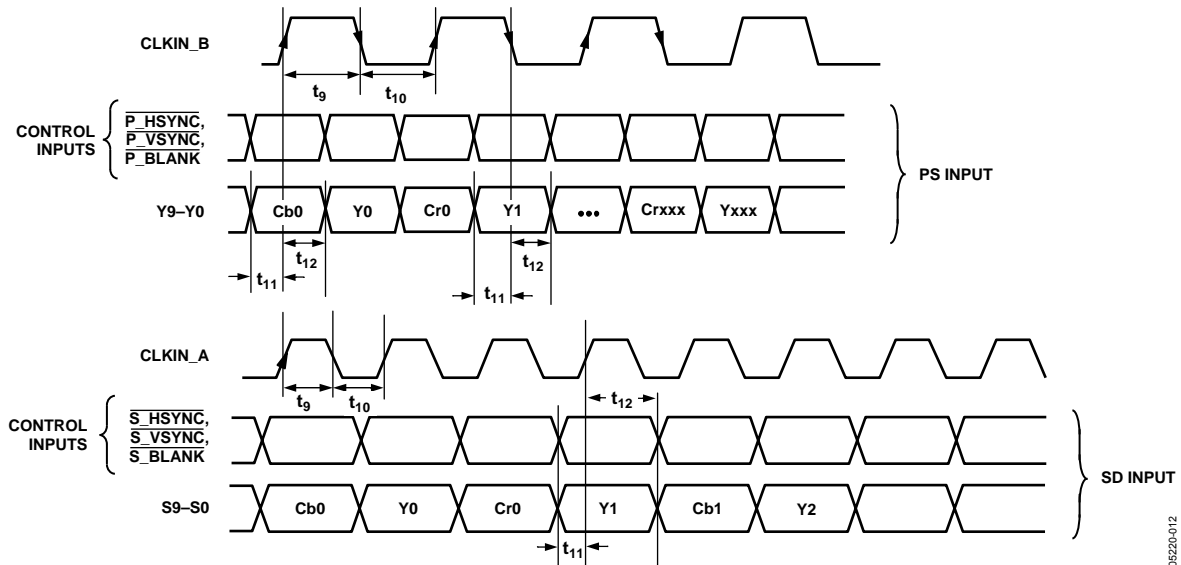 CLKIN_B
t9
t10
CONTROL INPUTS
P_HSYNC,
P_VSYNC,
P_BLANK
PS INPUT
Y9–Y0
Cb0
Y0
Cr0
Y1
•••
Crxxx
Yxxx
t12
t12
t11
t11
CLKIN_A
t9
t10
t12
CONTROL INPUTS
S_HSYNC,
S_VSYNC,
S_BLANK
SD INPUT
S9–S0
Cb0
Y0
Cr0
Y1
Cb1
Y2
t11
05220-012